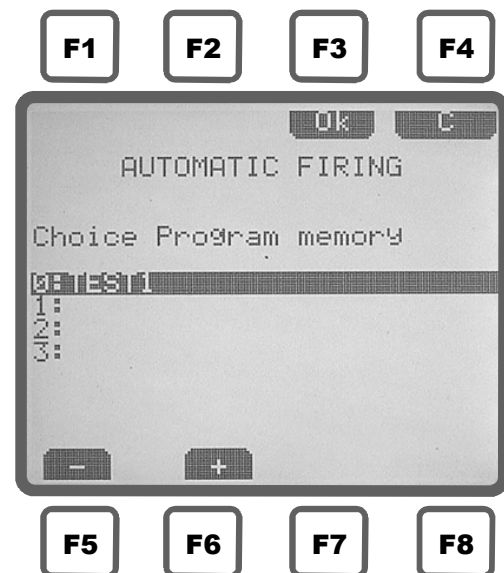 F1 F2 F3 F4
Ok C
AUTOMATIC FIRING
Choice Program memory
0:TEST1
1:
2:
3:
- +
F5 F6 F7 F8